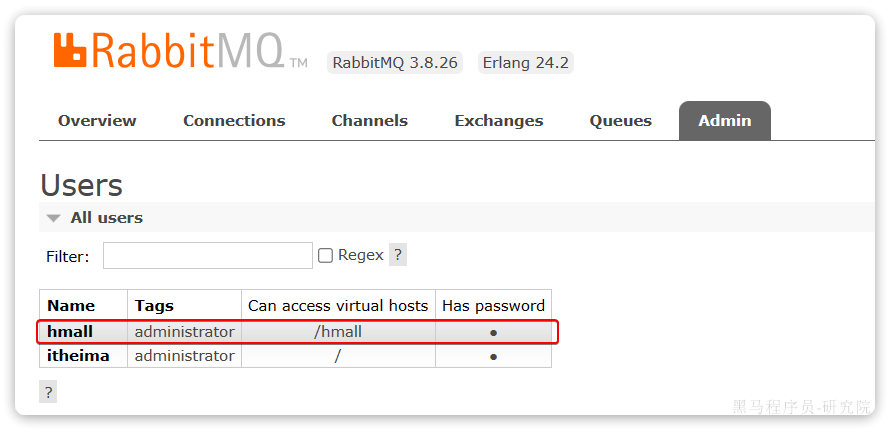 RabbitMQ TM RabbitMQ 3.8.26 Erlang 24.2
Overview Connections Channels Exchanges Queues Admin
Users
All users
Filter: Regex ?
Name Tags Can access virtual hosts Has password
hmall administrator /hmall ●
itheima administrator / ●
?
黑马程序员-研究院